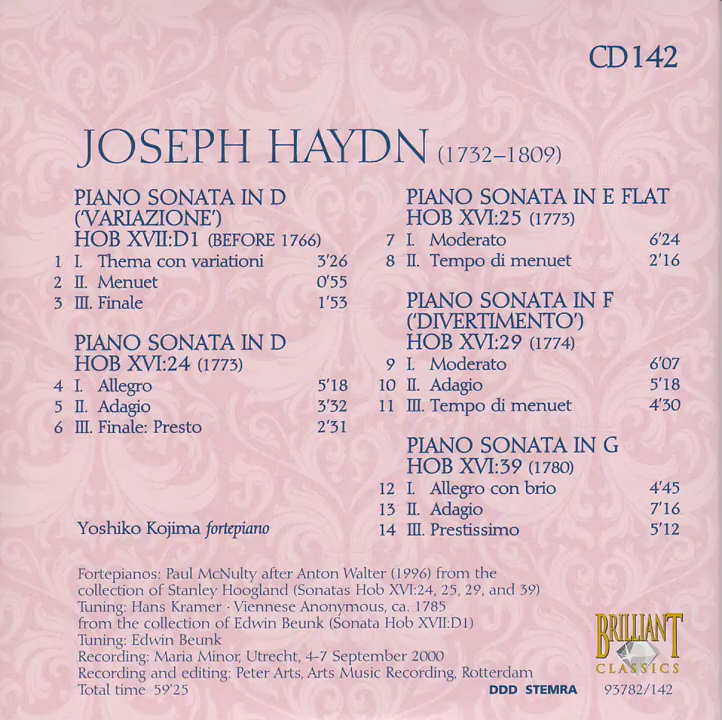 CD 142
JOSEPH HAYDN (1732–1809)
PIANO SONATA IN D
('VARIAZIONE')
HOB XVII:D1 (BEFORE 1766)
1 I. Thema con variationi 3'26
2 II. Menuet 0'55
3 III. Finale 1'53
PIANO SONATA IN D
HOB XVI:24 (1773)
4 I. Allegro 5'18
5 II. Adagio 3'32
6 III. Finale: Presto 2'31
PIANO SONATA IN E FLAT
HOB XVI:25 (1773)
7 I. Moderato 6'24
8 II. Tempo di menuet 2'16
PIANO SONATA IN F
('DIVERTIMENTO')
HOB XVI:29 (1774)
9 I. Moderato 6'07
10 II. Adagio 5'18
11 III. Tempo di menuet 4'30
PIANO SONATA IN G
HOB XVI:39 (1780)
12 I. Allegro con brio 4'45
13 II. Adagio 7'16
14 III. Prestissimo 5'12
Yoshiko Kojima fortepiano
Fortepianos: Paul McNulty after Anton Walter (1996) from the
collection of Stanley Hoogland (Sonatas Hob XVI:24, 25, 29, and 39)
Tuning: Hans Kramer · Viennese Anonymous, ca. 1785
from the collection of Edwin Beunk (Sonata Hob XVII:D1)
Tuning: Edwin Beunk
Recording: Maria Minor, Utrecht, 4-7 September 2000
Recording and editing: Peter Arts, Arts Music Recording, Rotterdam
Total time 59'25
DDD STEMRA
BRILLIANT
CLASSICS
93782/142